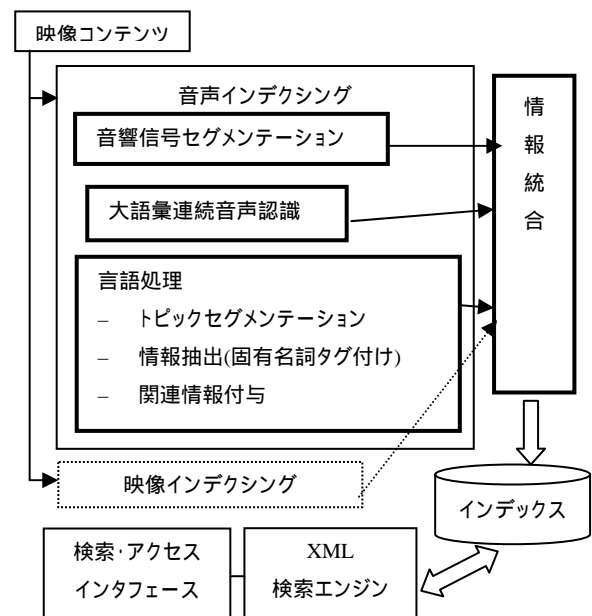 映像コンテンツ
音声インデクシング
音響信号セグメンテーション
大語彙連続音声認識
言語処理
– トピックセグメンテーション
– 情報抽出(固有名詞タグ付け)
– 関連情報付与
情報統合
映像インデクシング
インデックス
検索・アクセス
インタフェース
XML
検索エンジン